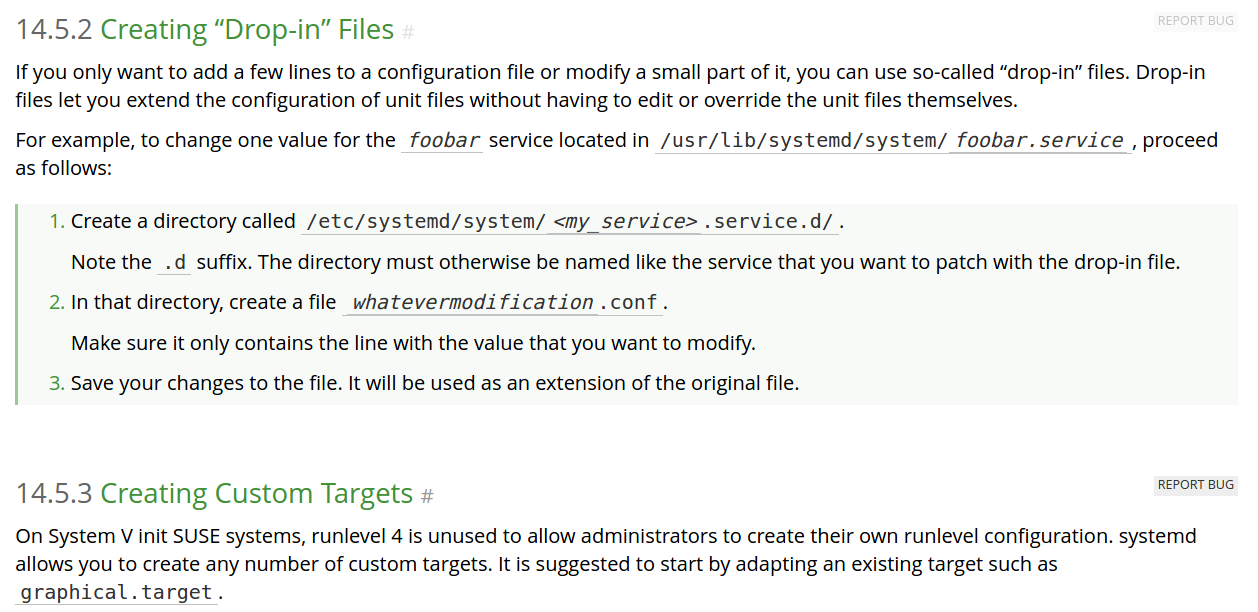 14.5.2 Creating “Drop-in” Files #
REPORT BUG
If you only want to add a few lines to a configuration file or modify a small part of it, you can use so-called “drop-in” files. Drop-in
files let you extend the configuration of unit files without having to edit or override the unit files themselves.
For example, to change one value for the foobar service located in /usr/lib/systemd/system/foobar.service, proceed
as follows:
1. Create a directory called /etc/systemd/system/<my_service>.service.d/.
Note the .d suffix. The directory must otherwise be named like the service that you want to patch with the drop-in file.
2. In that directory, create a file whatevermodification.conf.
Make sure it only contains the line with the value that you want to modify.
3. Save your changes to the file. It will be used as an extension of the original file.
14.5.3 Creating Custom Targets #
REPORT BUG
On System V init SUSE systems, runlevel 4 is unused to allow administrators to create their own runlevel configuration. systemd
allows you to create any number of custom targets. It is suggested to start by adapting an existing target such as
graphical.target.